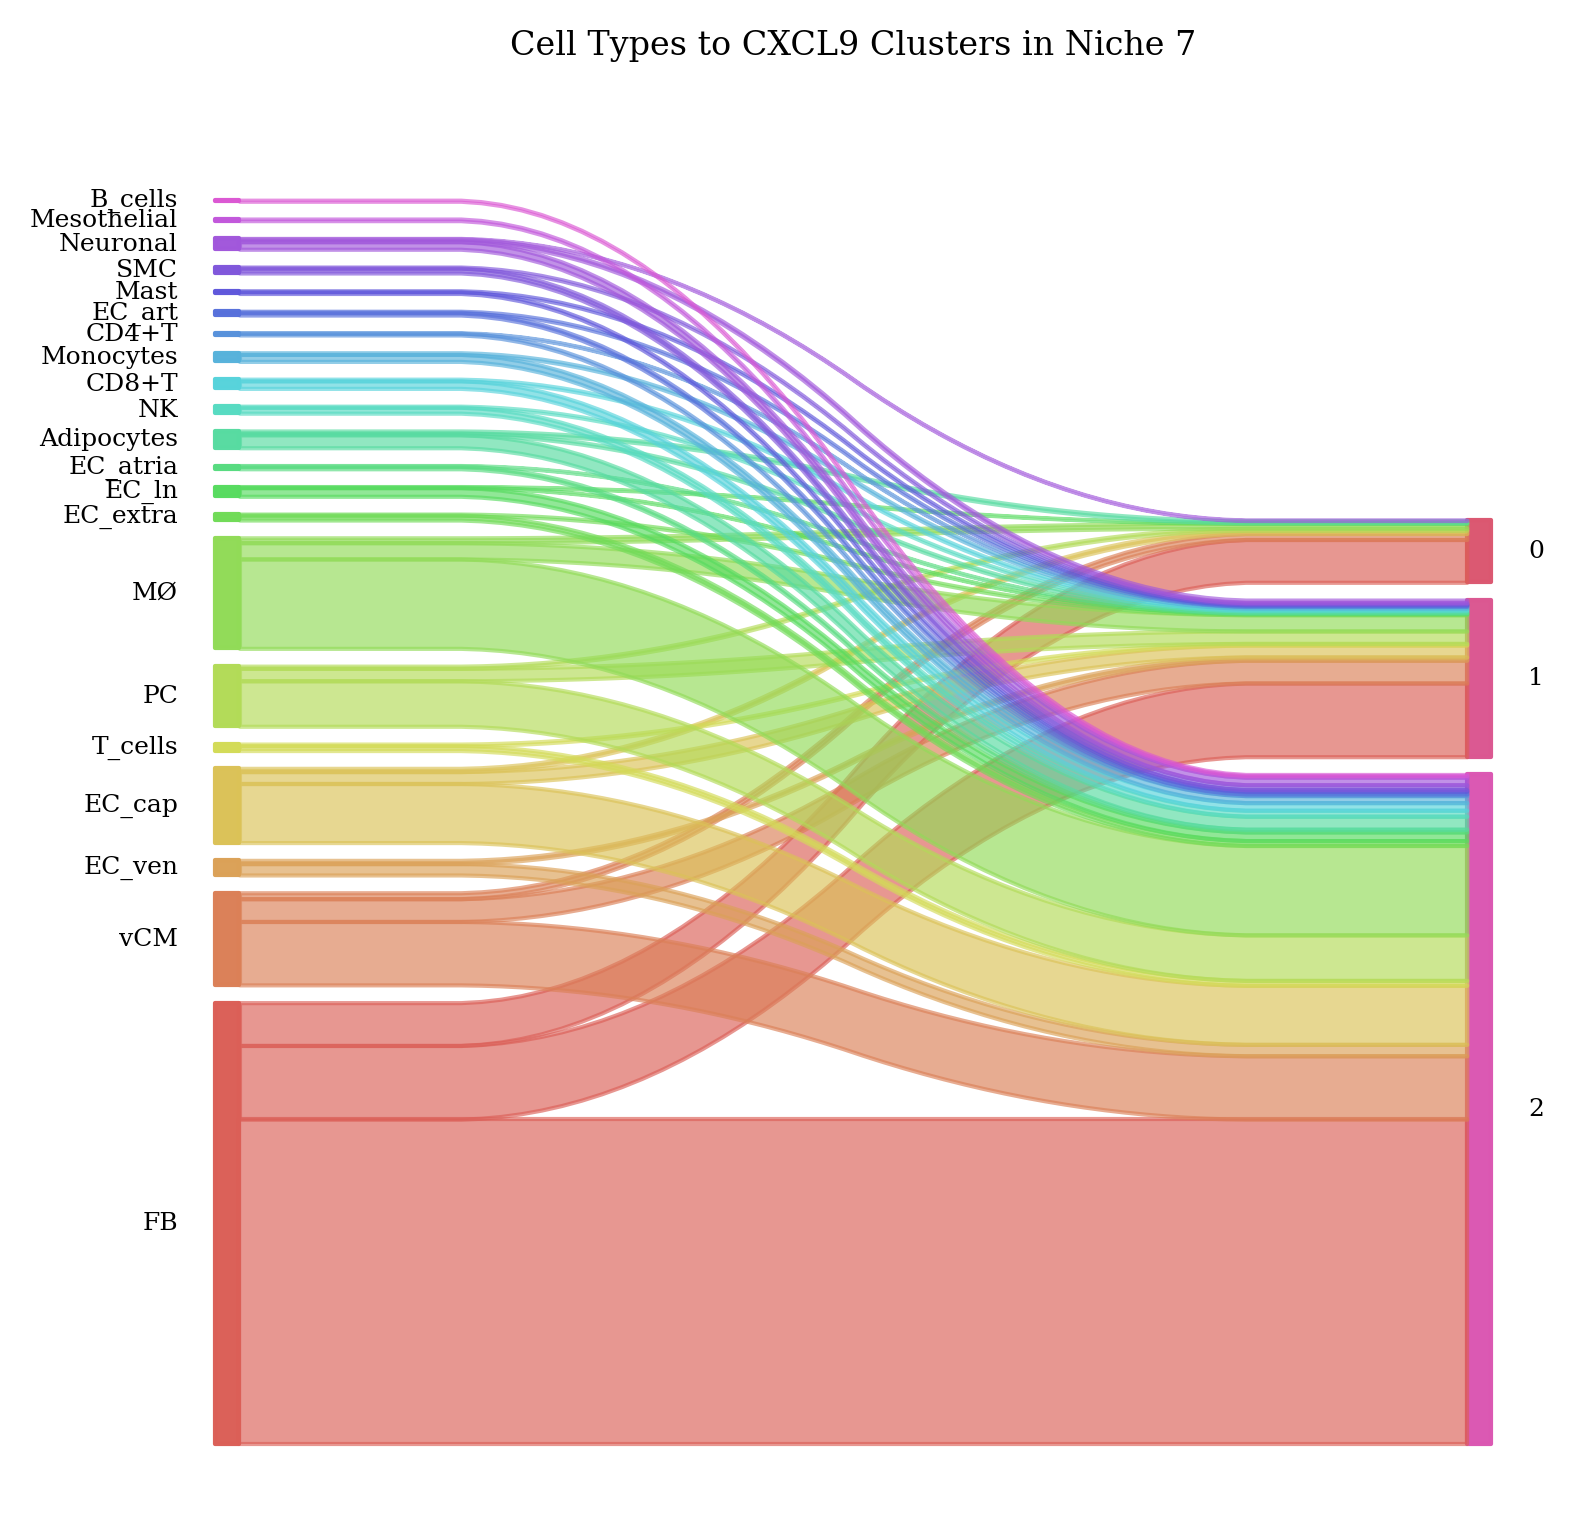 Cell Types to CXCL9 Clusters in Niche 7
B_cells
Mesothelial
Neuronal
SMC
Mast
EC_art
CD4+T
Monocytes
CD8+T
NK
Adipocytes
EC_atria
EC_ln
EC_extra
MØ
PC
T_cells
EC_cap
EC_ven
vCM
FB
0
1
2